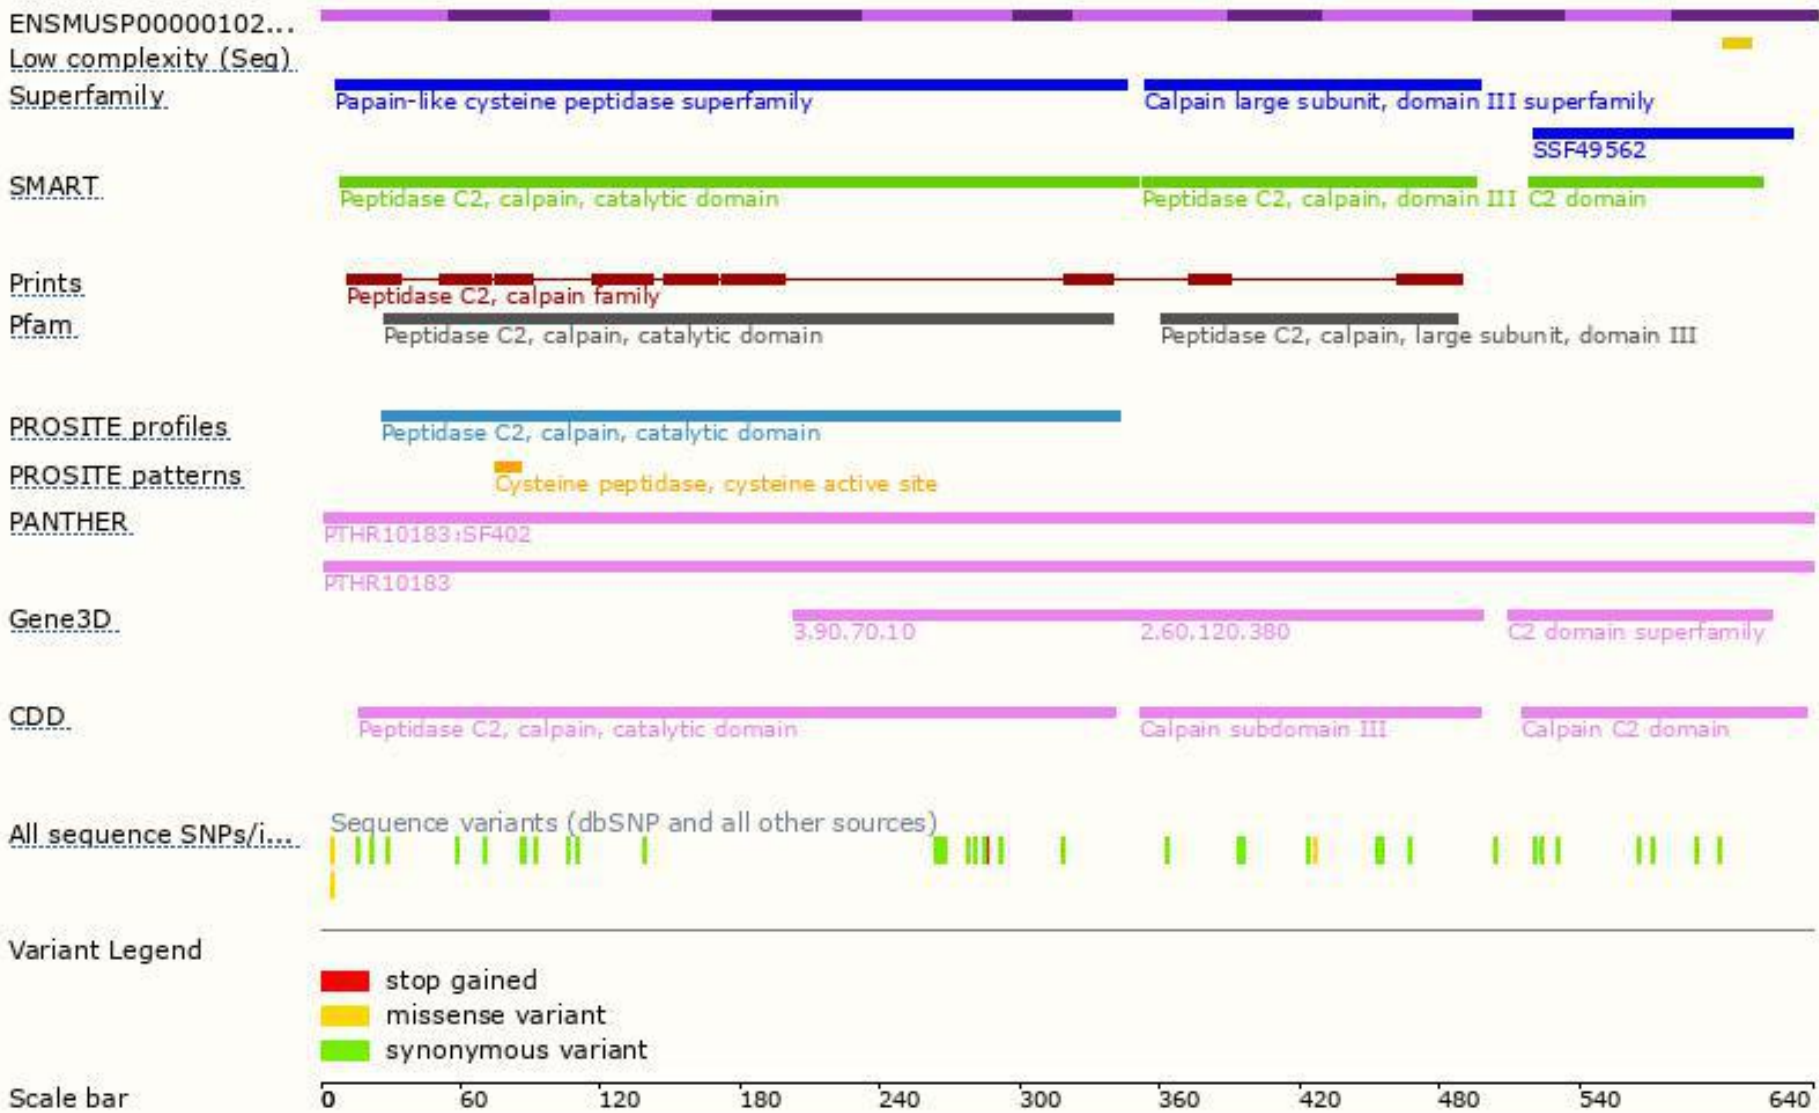 ENSMUSP00000102...
Low complexity (Seg)
Superfamily
Papain-like cysteine peptidase superfamily
Calpain large subunit, domain III superfamily
SSF49562
SMART
Peptidase C2, calpain, catalytic domain
Peptidase C2, calpain, domain III
C2 domain
Prints
Peptidase C2, calpain family
Pfam
Peptidase C2, calpain, catalytic domain
Peptidase C2, calpain, large subunit, domain III
PROSITE profiles
Peptidase C2, calpain, catalytic domain
PROSITE patterns
Cysteine peptidase, cysteine active site
PANTHER
PTHR10183:SF402
PTHR10183
Gene3D
3.90.70.10
2.60.120.380
C2 domain superfamily
CDD
Peptidase C2, calpain, catalytic domain
Calpain subdomain III
Calpain C2 domain
All sequence SNPs/i...
Sequence variants (dbSNP and all other sources)
Variant Legend
stop gained
missense variant
synonymous variant
Scale bar
0 60 120 180 240 300 360 420 480 540 640